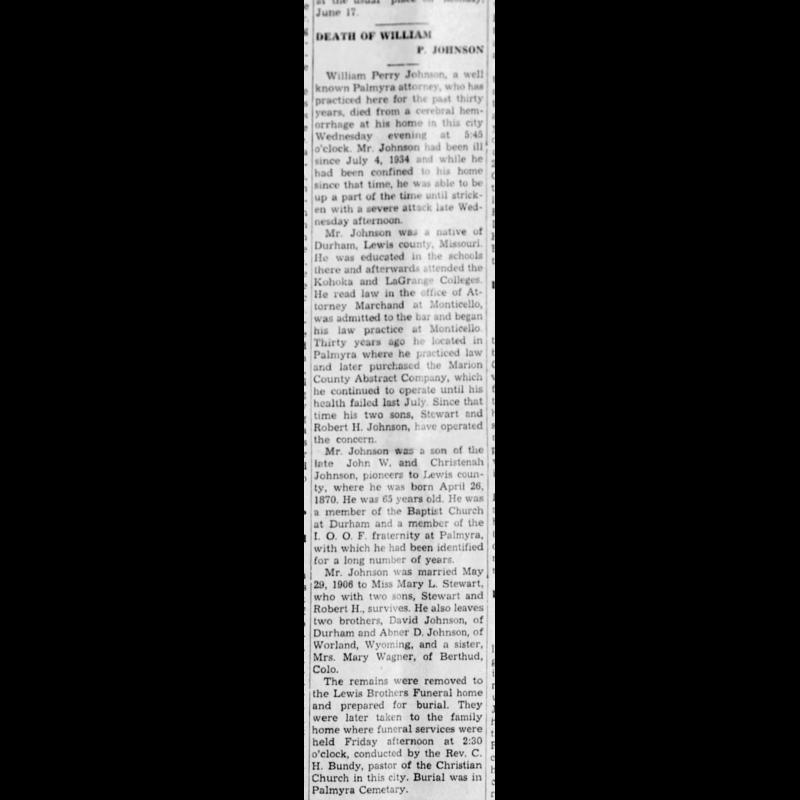 June 17.
DEATH OF WILLIAM
P. JOHNSON
William Perry Johnson, a well
known Palmyra attorney, who has
practiced here for the past thirty
years, died from a cerebral hem-
orrhage at his home in this city
Wednesday evening at 5:45
o'clock. Mr. Johnson had been ill
since July 4, 1934 and while he
had been confined to his home
since that time, he was able to be
up a part of the time until strick-
en with a severe attack late Wed-
nesday afternoon.
Mr. Johnson was a native of
Durham, Lewis county, Missouri.
He was educated in the schools
there and afterwards attended the
Kohoka and LaGrange Colleges.
He read law in the office of At-
torney Marchand at Monticello,
was admitted to the bar and began
his law practice at Monticello.
Thirty years ago he located in
Palmyra where he practiced law
and later purchased the Marion
County Abstract Company, which
he continued to operate until his
health failed last July. Since that
time his two sons, Stewart and
Robert H. Johnson, have operated
the concern.
Mr. Johnson was a son of the
late John W. and Christenah
Johnson, pioneers to Lewis coun-
ty, where he was born April 26,
1870. He was 65 years old. He was
a member of the Baptist Church
at Durham and a member of the
I. O. O. F. fraternity at Palmyra,
with which he had been identified
for a long number of years.
Mr. Johnson was married May
29, 1906 to Miss Mary L. Stewart,
who with two sons, Stewart and
Robert H., survives. He also leaves
two brothers, David Johnson, of
Durham and Abner D. Johnson, of
Worland, Wyoming, and a sister,
Mrs. Mary Wagner, of Berthud,
Colo.
The remains were removed to
the Lewis Brothers Funeral home
and prepared for burial. They
were later taken to the family
home where funeral services were
held Friday afternoon at 2:30
o'clock, conducted by the Rev. C.
H. Bundy, pastor of the Christian
Church in this city. Burial was in
Palmyra Cemetary.